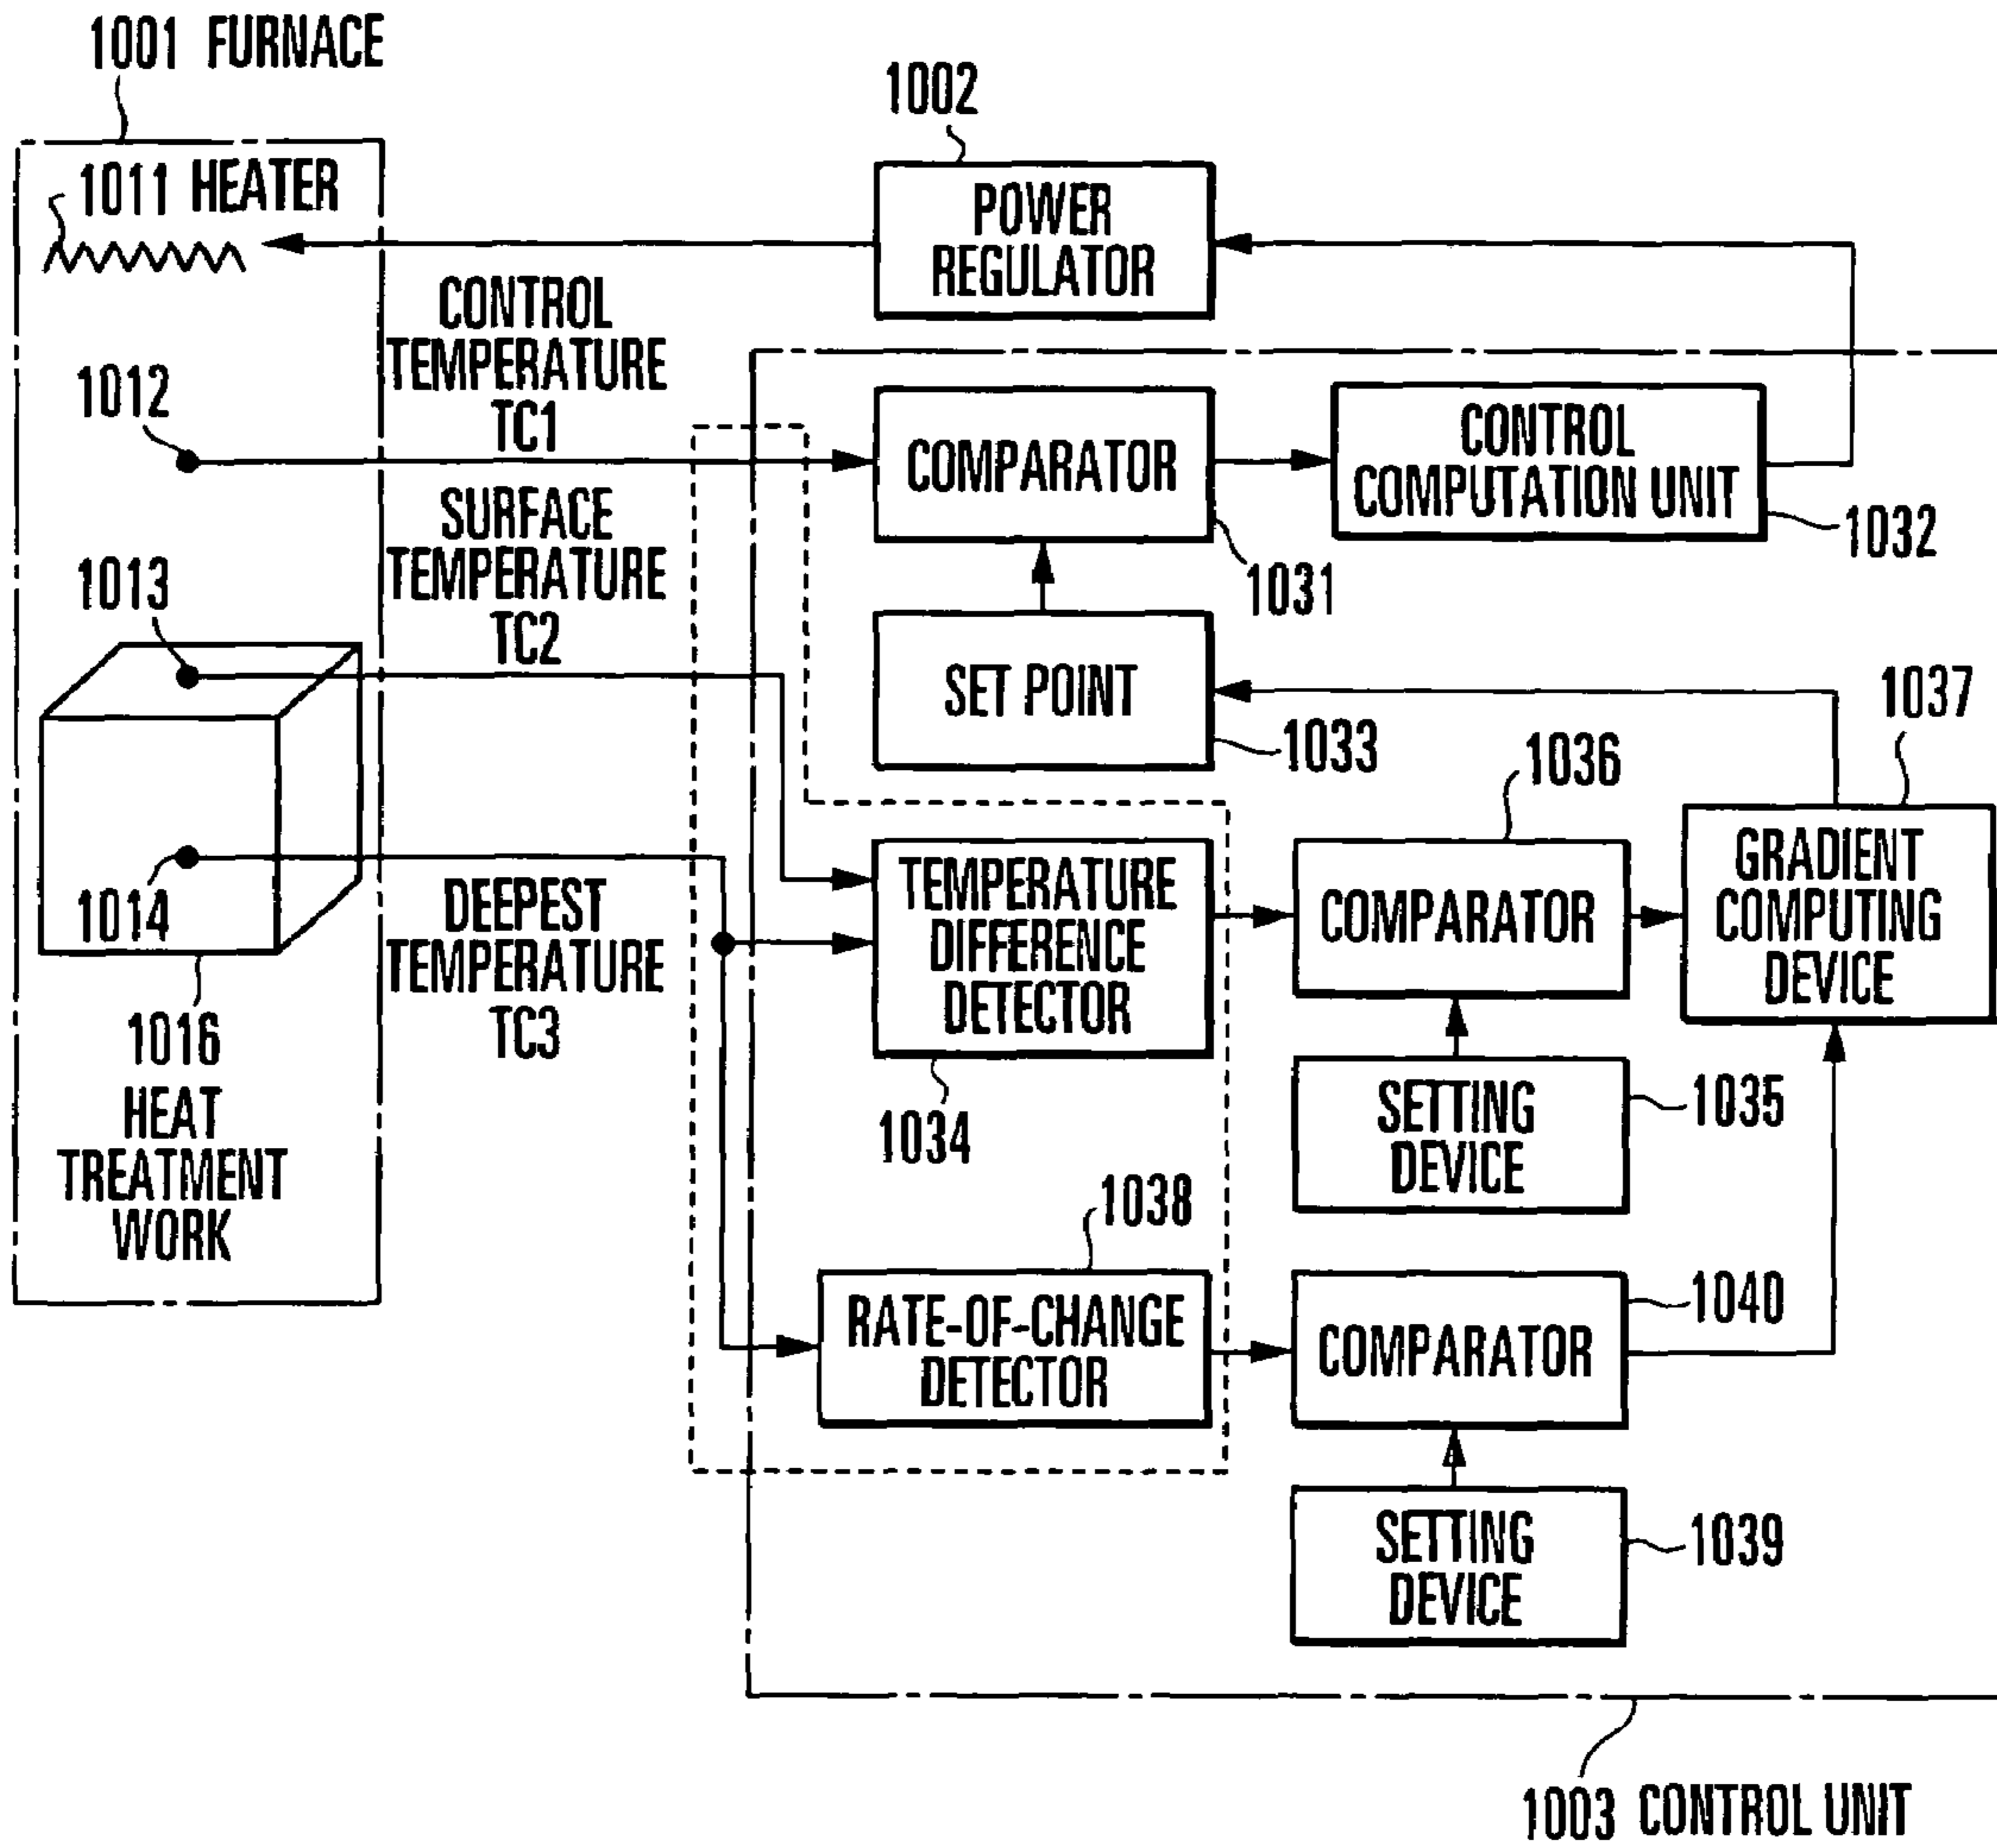 1001 FURNACE
1002
1011 HEATER
POWER
REGULATOR
CONTROL
TEMPERATURE
TC1
1012
COMPARATOR
CONTROL
COMPUTATION UNIT
1032
1031
SURFACE
TEMPERATURE
TC2
1013
SET POINT
1033
1037
1036
GRADIENT
COMPUTING
DEVICE
TEMPERATURE
DIFFERENCE
DETECTOR
COMPARATOR
1014
DEEPEST
TEMPERATURE
TC3
1016
HEAT
TREATMENT
WORK
1034
SETTING
DEVICE
1035
1038
RATE-OF-CHANGE
DETECTOR
COMPARATOR
1040
SETTING
DEVICE
1039
1003 CONTROL UNIT